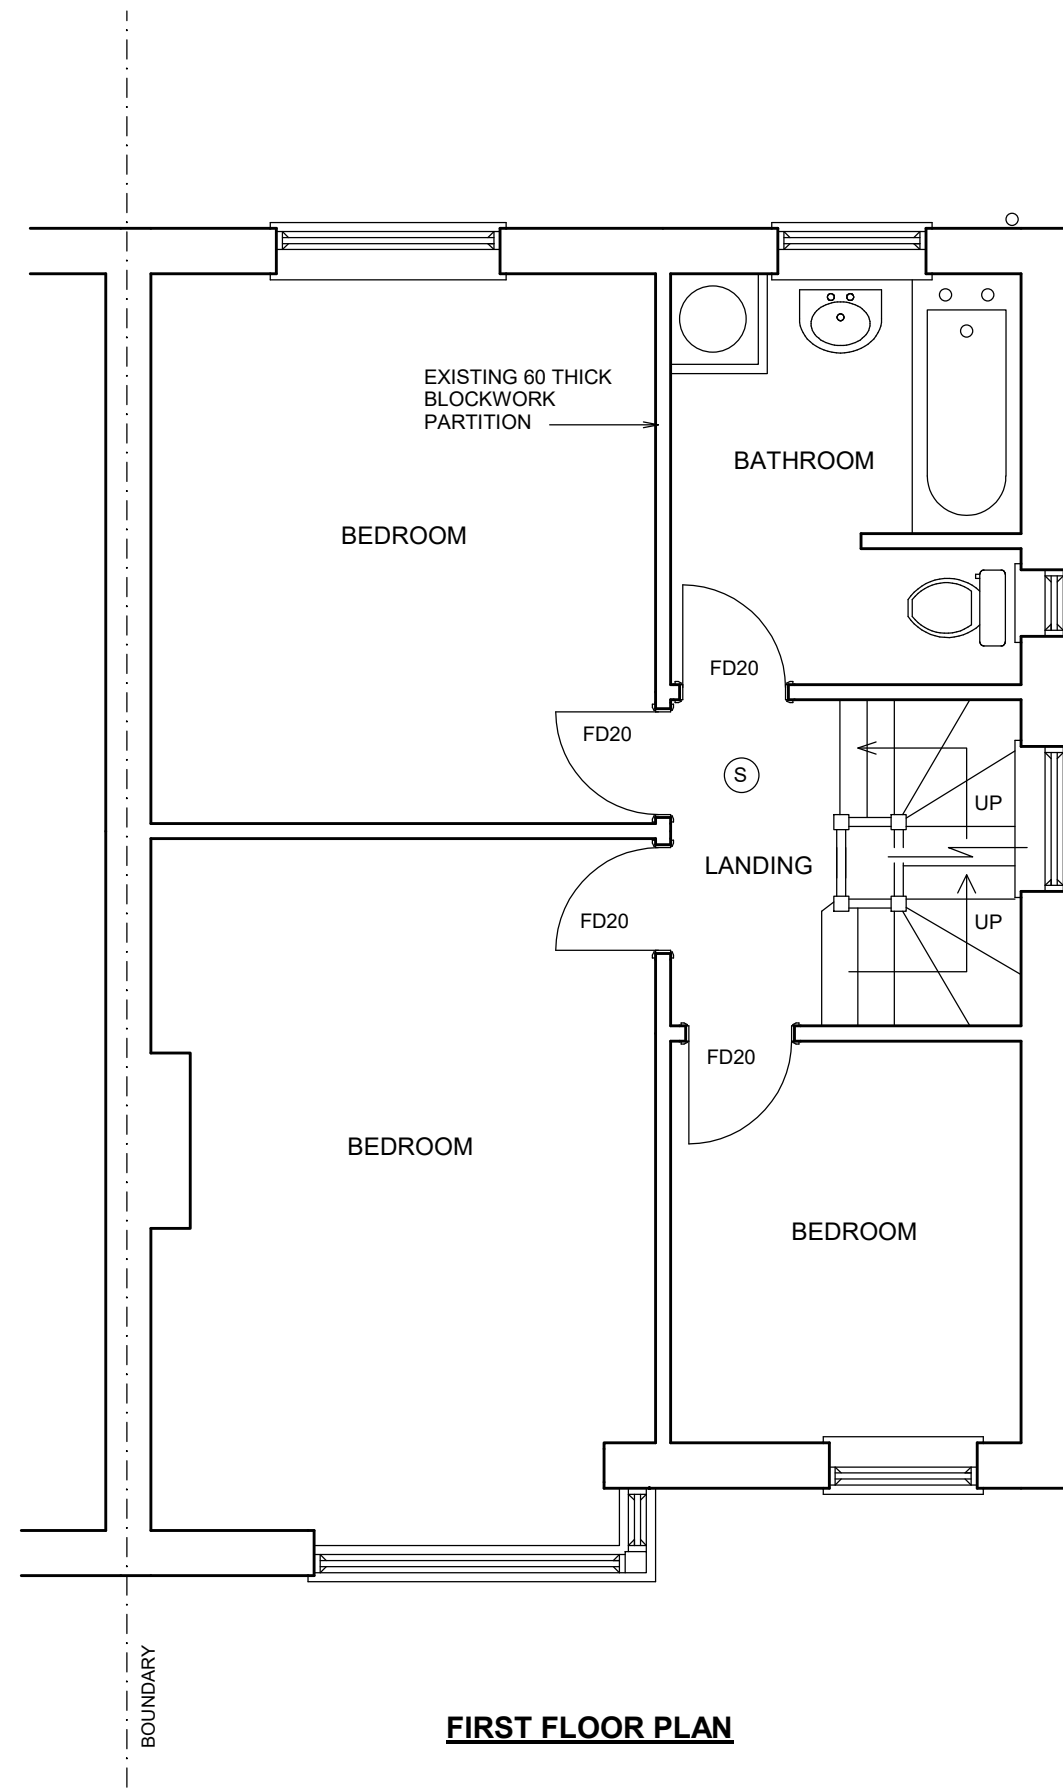 EXISTING 60 THICK
BLOCKWORK
PARTITION
BATHROOM
BEDROOM
FD20
FD20
S
UP
LANDING
FD20
UP
FD20
BEDROOM
BEDROOM
BOUNDARY
FIRST FLOOR PLAN